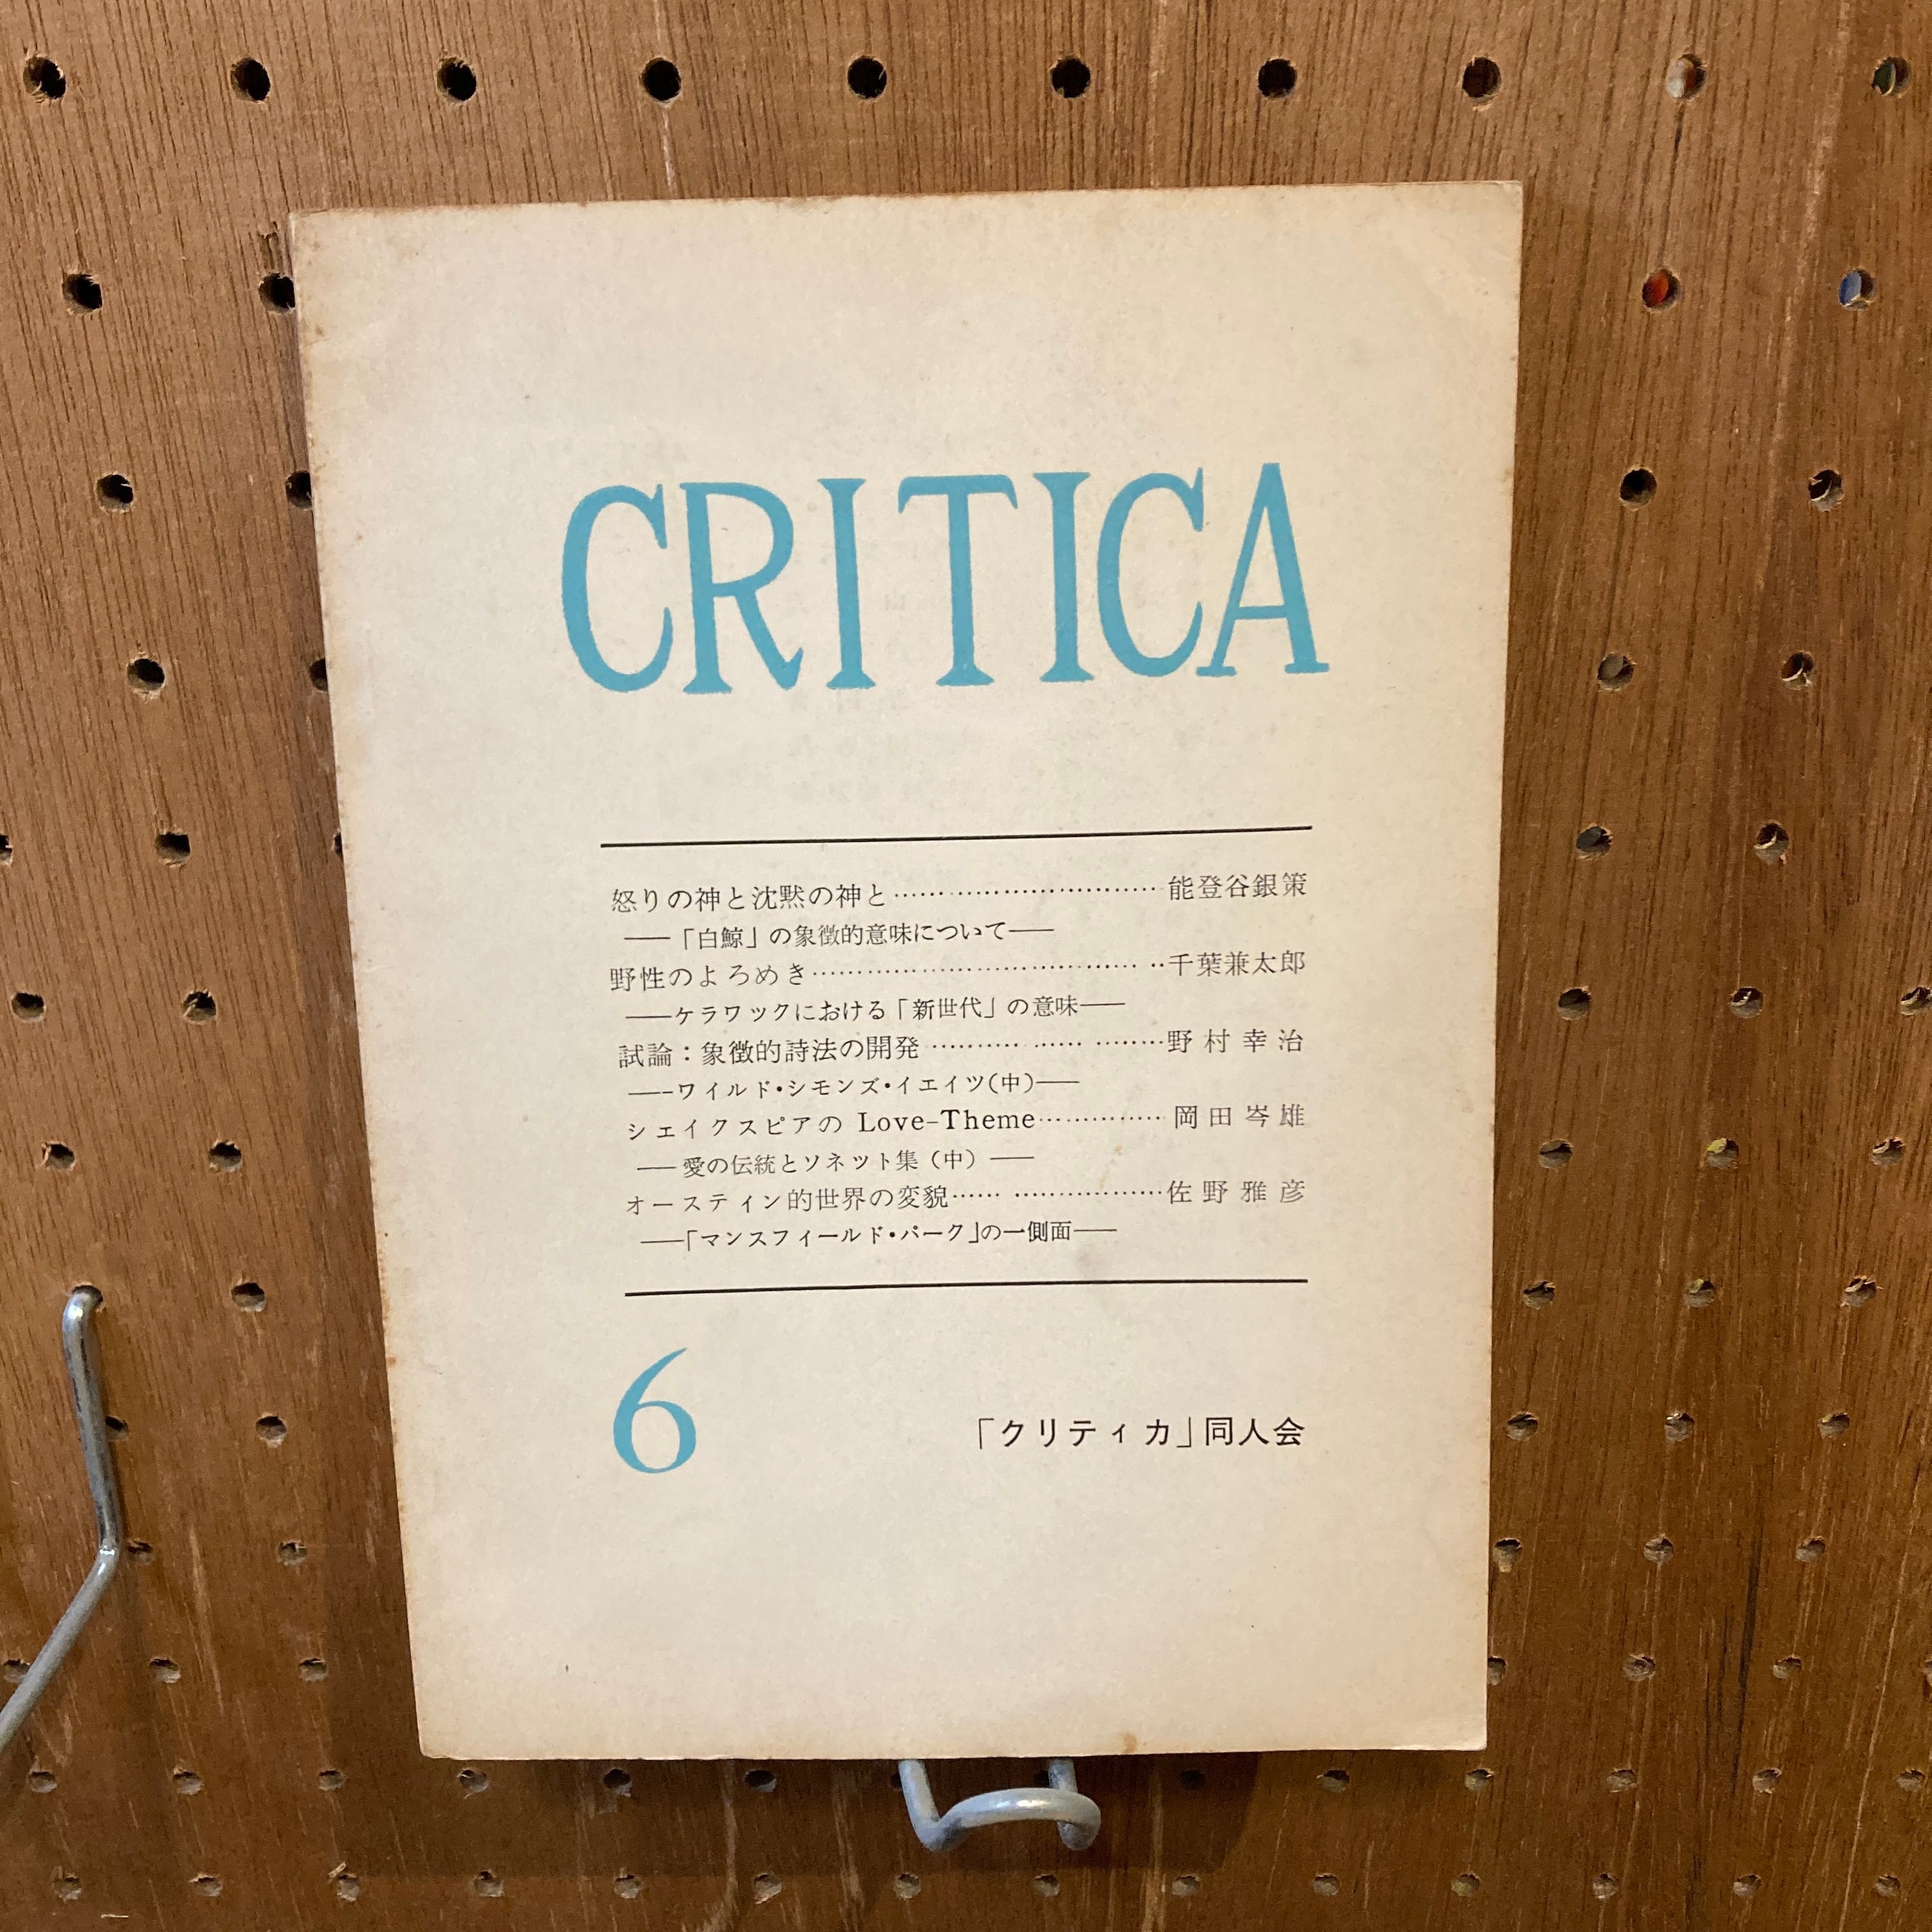 CRITICA
怒りの神と沈黙の神と……………………………能登谷銀策
――「白鯨」の象徴的意味について――
野性のよろめき……………………………………千葉兼太郎
――ケラワックにおける「新世代」の意味――
試論：象徴的詩法の開発………………………野村幸治
――ワイルド・シモンズ・イエイツ(中)――
シェイクスピアの Love-Theme……………岡田岑雄
――愛の伝統とソネット集（中）――
オースティン的世界の変貌……………………佐野雅彦
――「マンスフィールド・パーク」の一側面――
6
「クリティカ」同人会